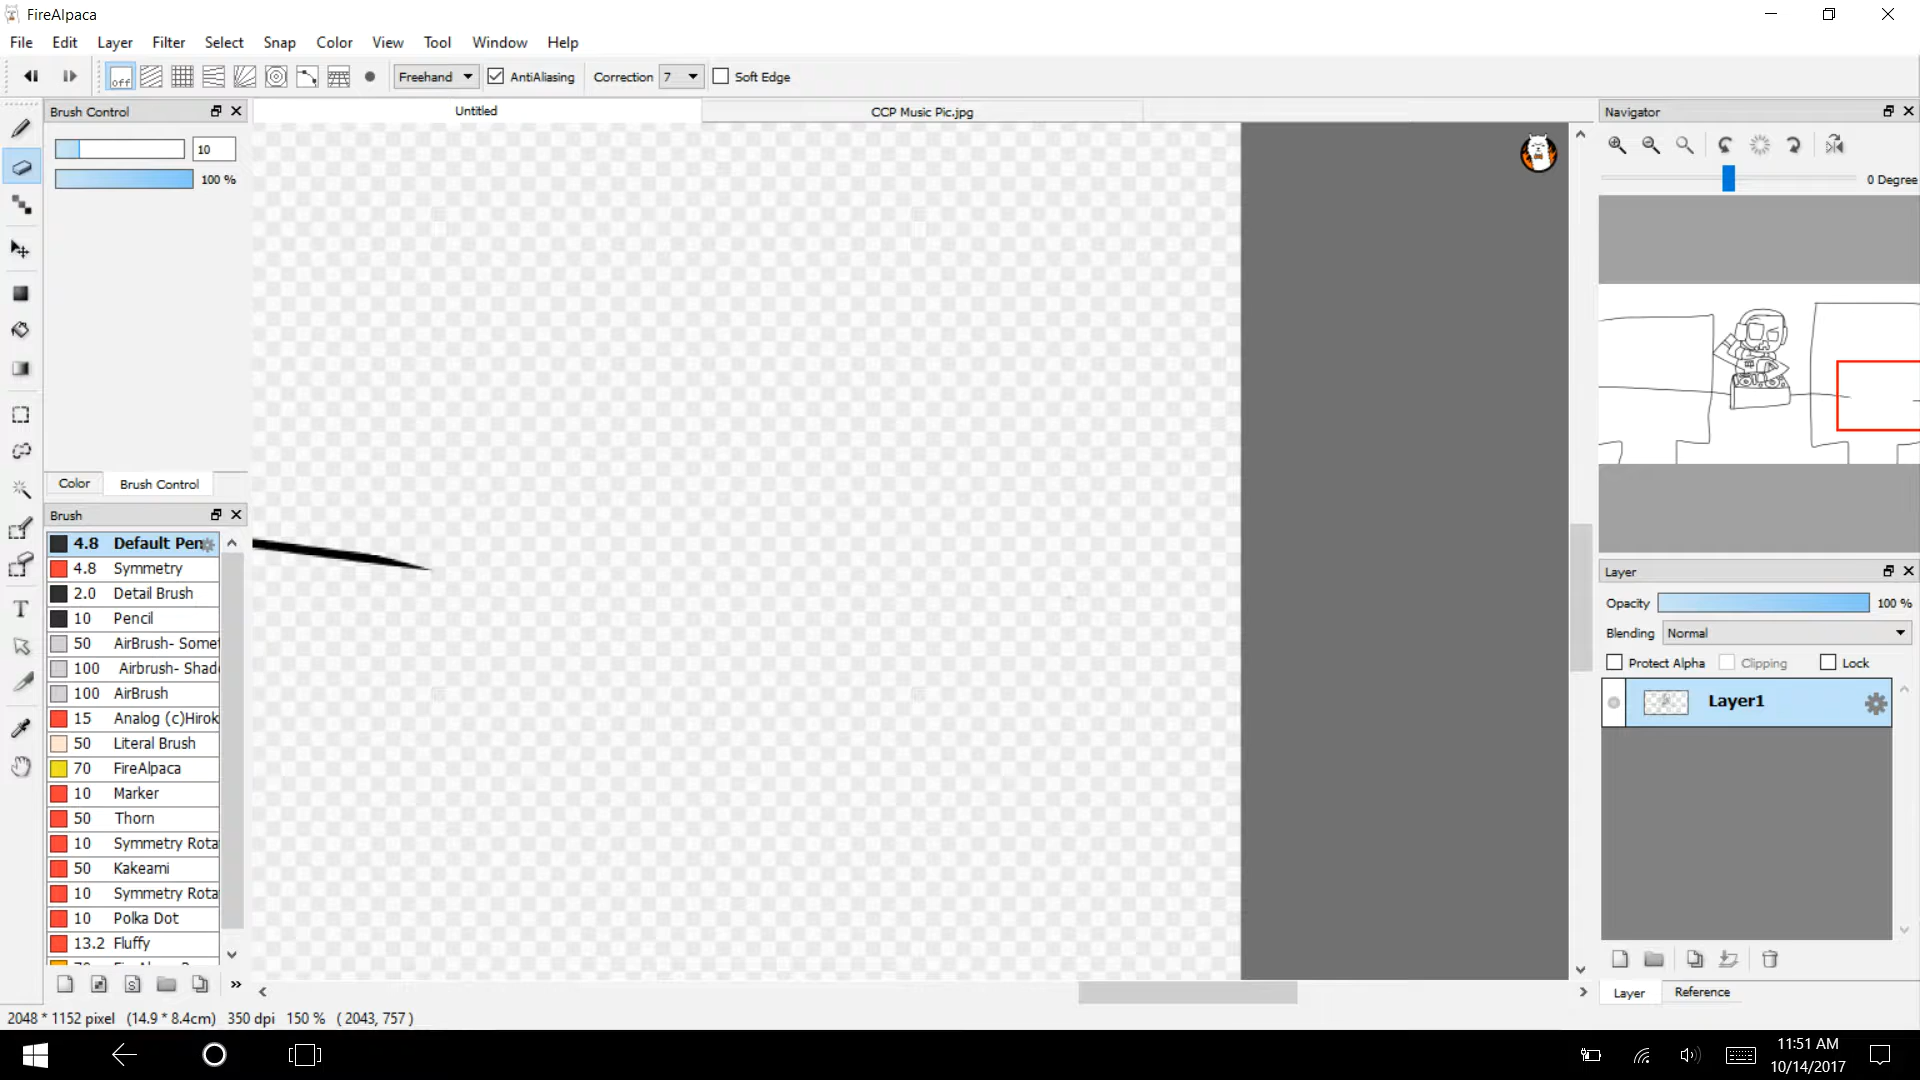 FireAlpaca
File Edit Layer Filter Select Snap Color View Tool Window Help
off Freehand AntiAliasing Correction 7 Soft Edge
Brush Control
10
100 %
Color Brush Control
Brush
4.8 Default Pen
4.8 Symmetry
2.0 Detail Brush
10 Pencil
50 AirBrush- Somet
100 Airbrush- Shad
100 AirBrush
15 Analog (c)Hirok
50 Literal Brush
70 FireAlpaca
10 Marker
50 Thorn
10 Symmetry Rota
50 Kakeami
10 Symmetry Rota
10 Polka Dot
13.2 Fluffy
Untitled CCP Music Pic.jpg
Navigator
0 Degree
Layer
Opacity 100 %
Blending Normal
Protect Alpha Clipping Lock
Layer1
Layer Reference
2048 * 1152 pixel (14.9 * 8.4cm) 350 dpi 150 % ( 2043, 757 )
11:51 AM
10/14/2017